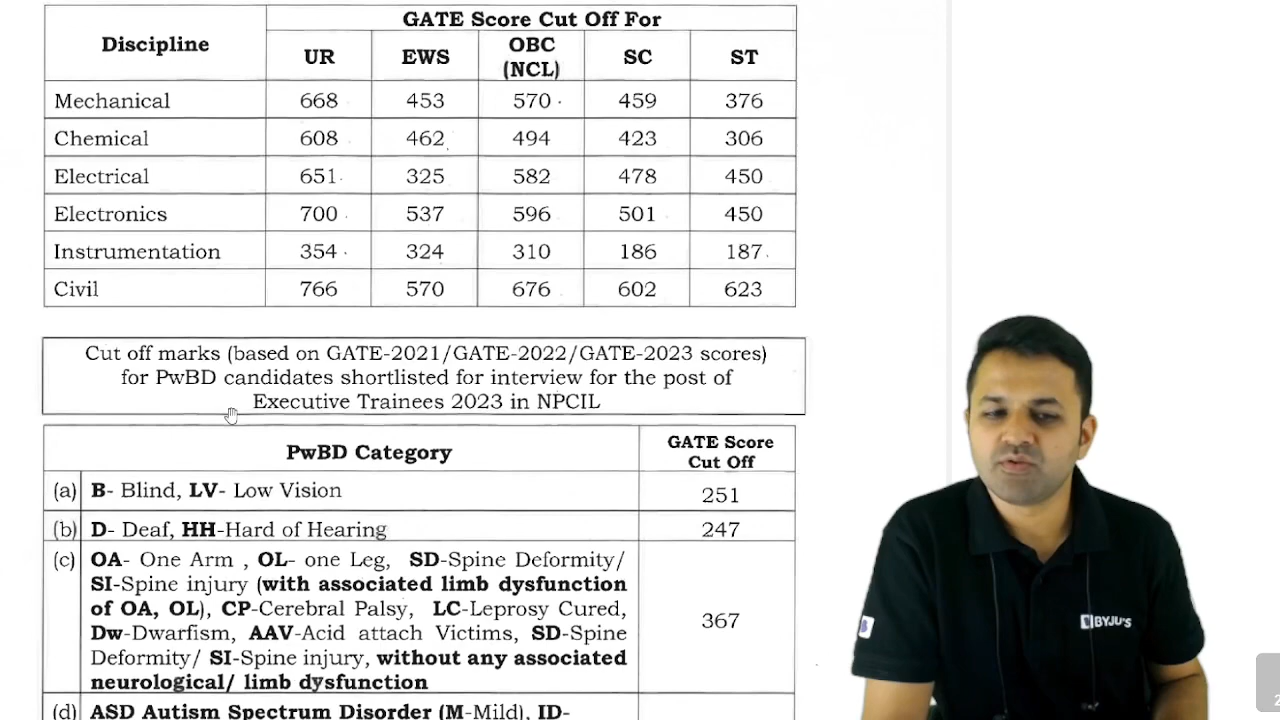 Discipline
GATE Score Cut Off For
UR EWS OBC (NCL) SC ST
Mechanical 668 453 570 459 376
Chemical 608 462 494 423 306
Electrical 651 325 582 478 450
Electronics 700 537 596 501 450
Instrumentation 354 324 310 186 187
Civil 766 570 676 602 623
Cut off marks (based on GATE-2021/GATE-2022/GATE-2023 scores)
for PwBD candidates shortlisted for interview for the post of
Executive Trainees 2023 in NPCIL
PwBD Category GATE Score Cut Off
(a) B- Blind, LV- Low Vision 251
(b) D- Deaf, HH-Hard of Hearing 247
(c) OA- One Arm , OL- one Leg, SD-Spine Deformity/
SI-Spine injury (with associated limb dysfunction
of OA, OL), CP-Cerebral Palsy, LC-Leprosy Cured,
Dw-Dwarfism, AAV-Acid attach Victims, SD-Spine 367
Deformity/ SI-Spine injury, without any associated
neurological/ limb dysfunction
(d) ASD Autism Spectrum Disorder (M-Mild), ID-
BYJU'S
2